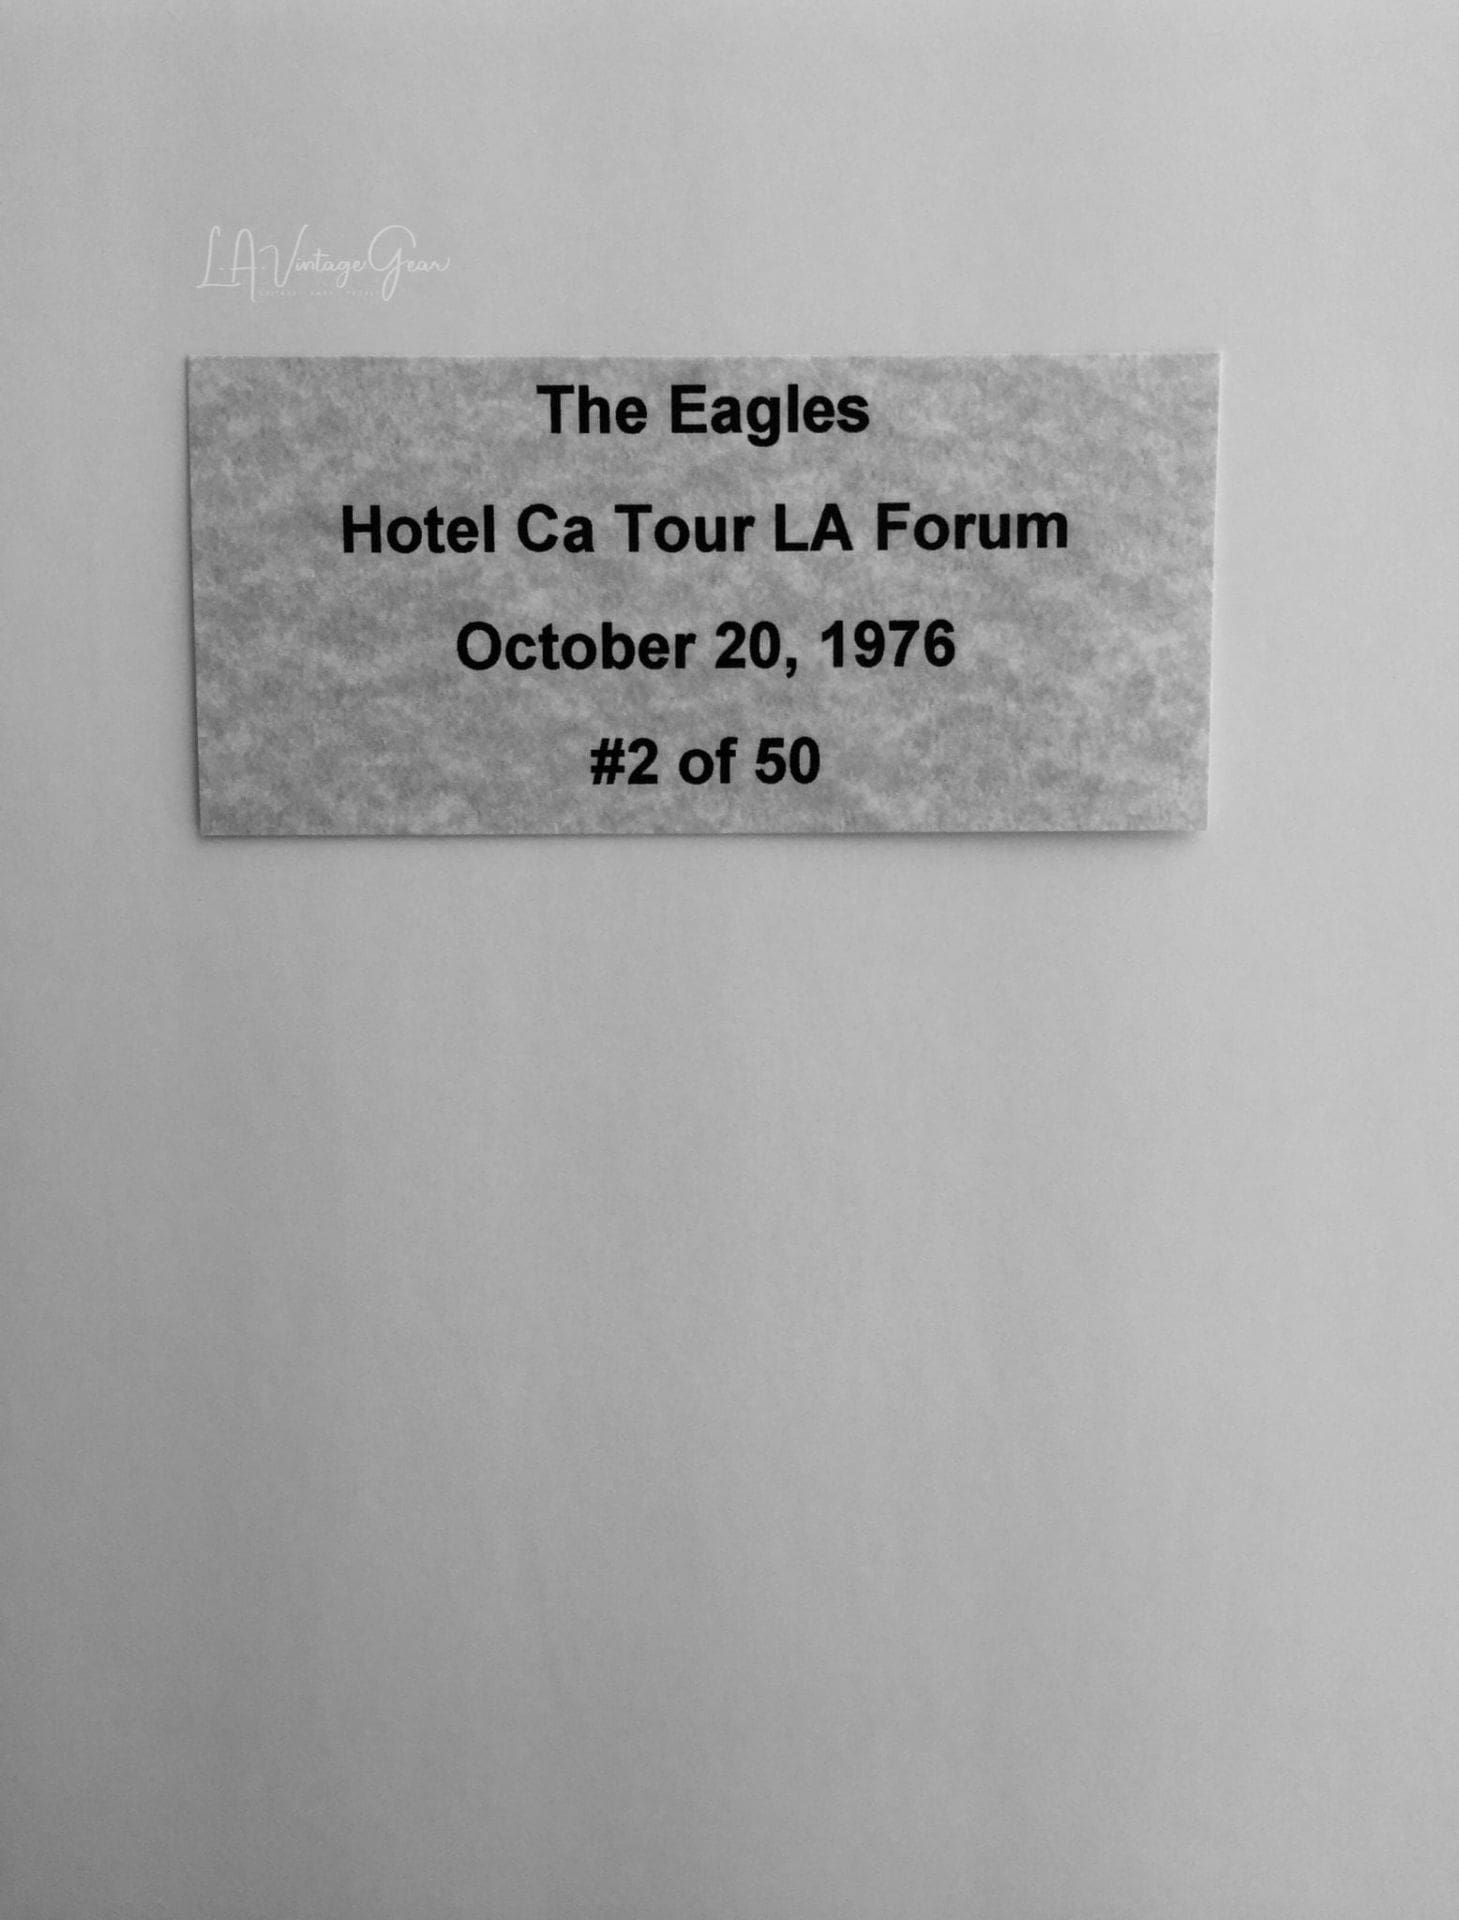 L.A. Vintage Gear
The Eagles
Hotel Ca Tour LA Forum
October 20, 1976
#2 of 50